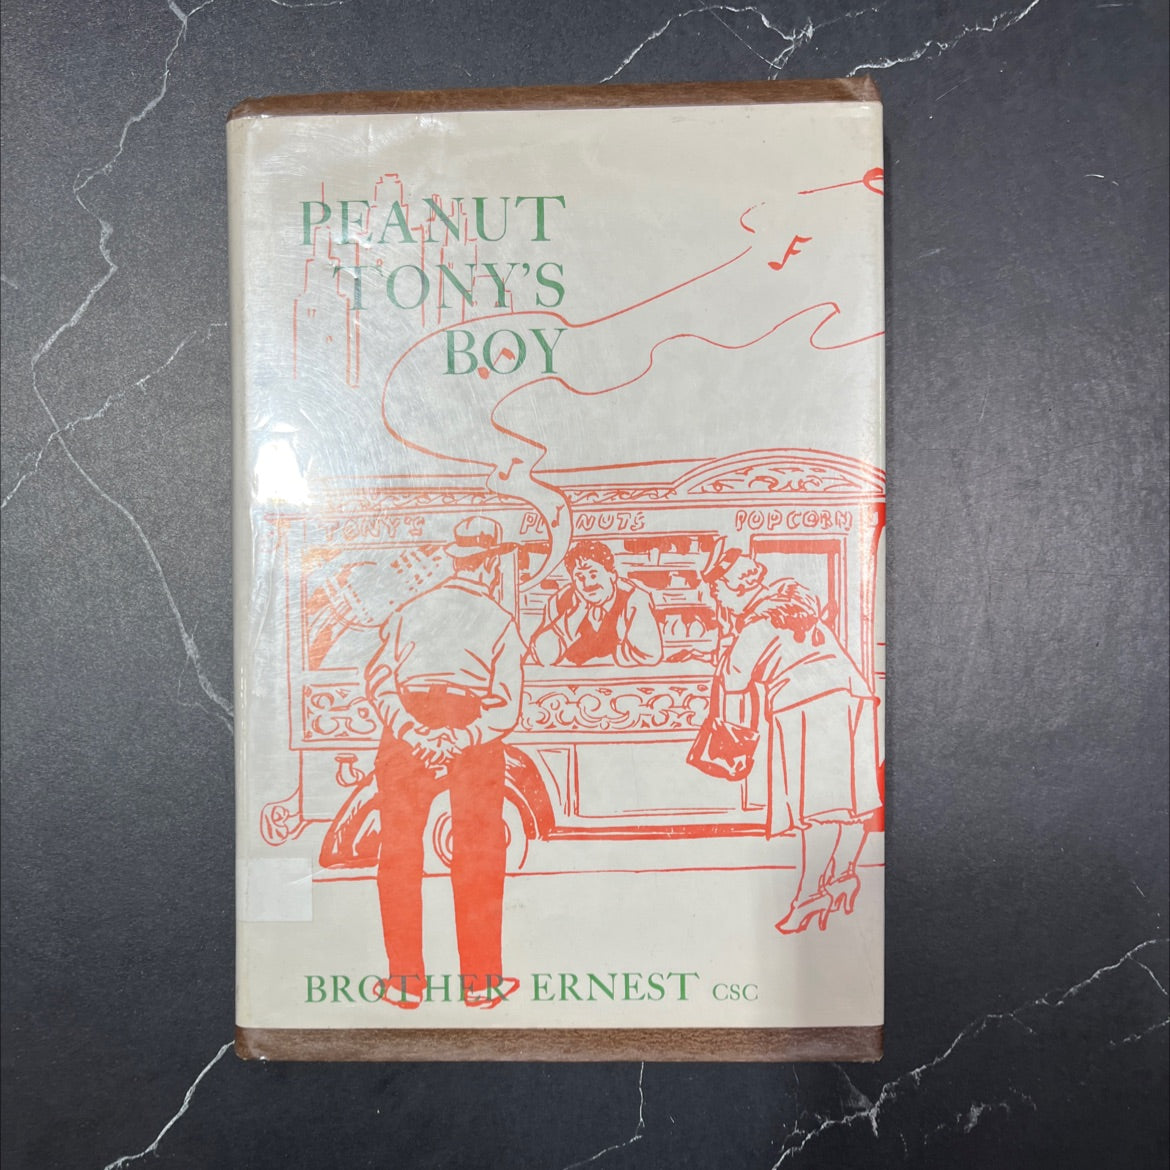 PEANUT
TONY'S
BOY
TONY'S PEANUTS POPCORN
BROTHER ERNEST CSC